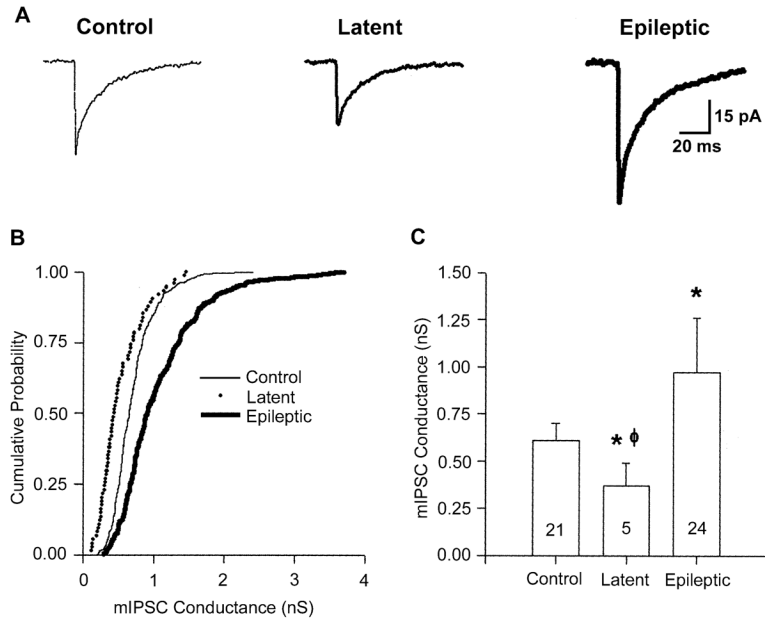 A
Control
Latent
Epileptic
15 pA
20 ms
B
1.00
0.75
0.50
0.25
0.00
Cumulative Probability
Control
Latent
Epileptic
0
1
2
3
4
mIPSC Conductance (nS)
C
1.50
1.25
1.00
0.75
0.50
0.25
0.00
mIPSC Conductance (nS)
*
* ϕ
21
5
24
Control
Latent
Epileptic